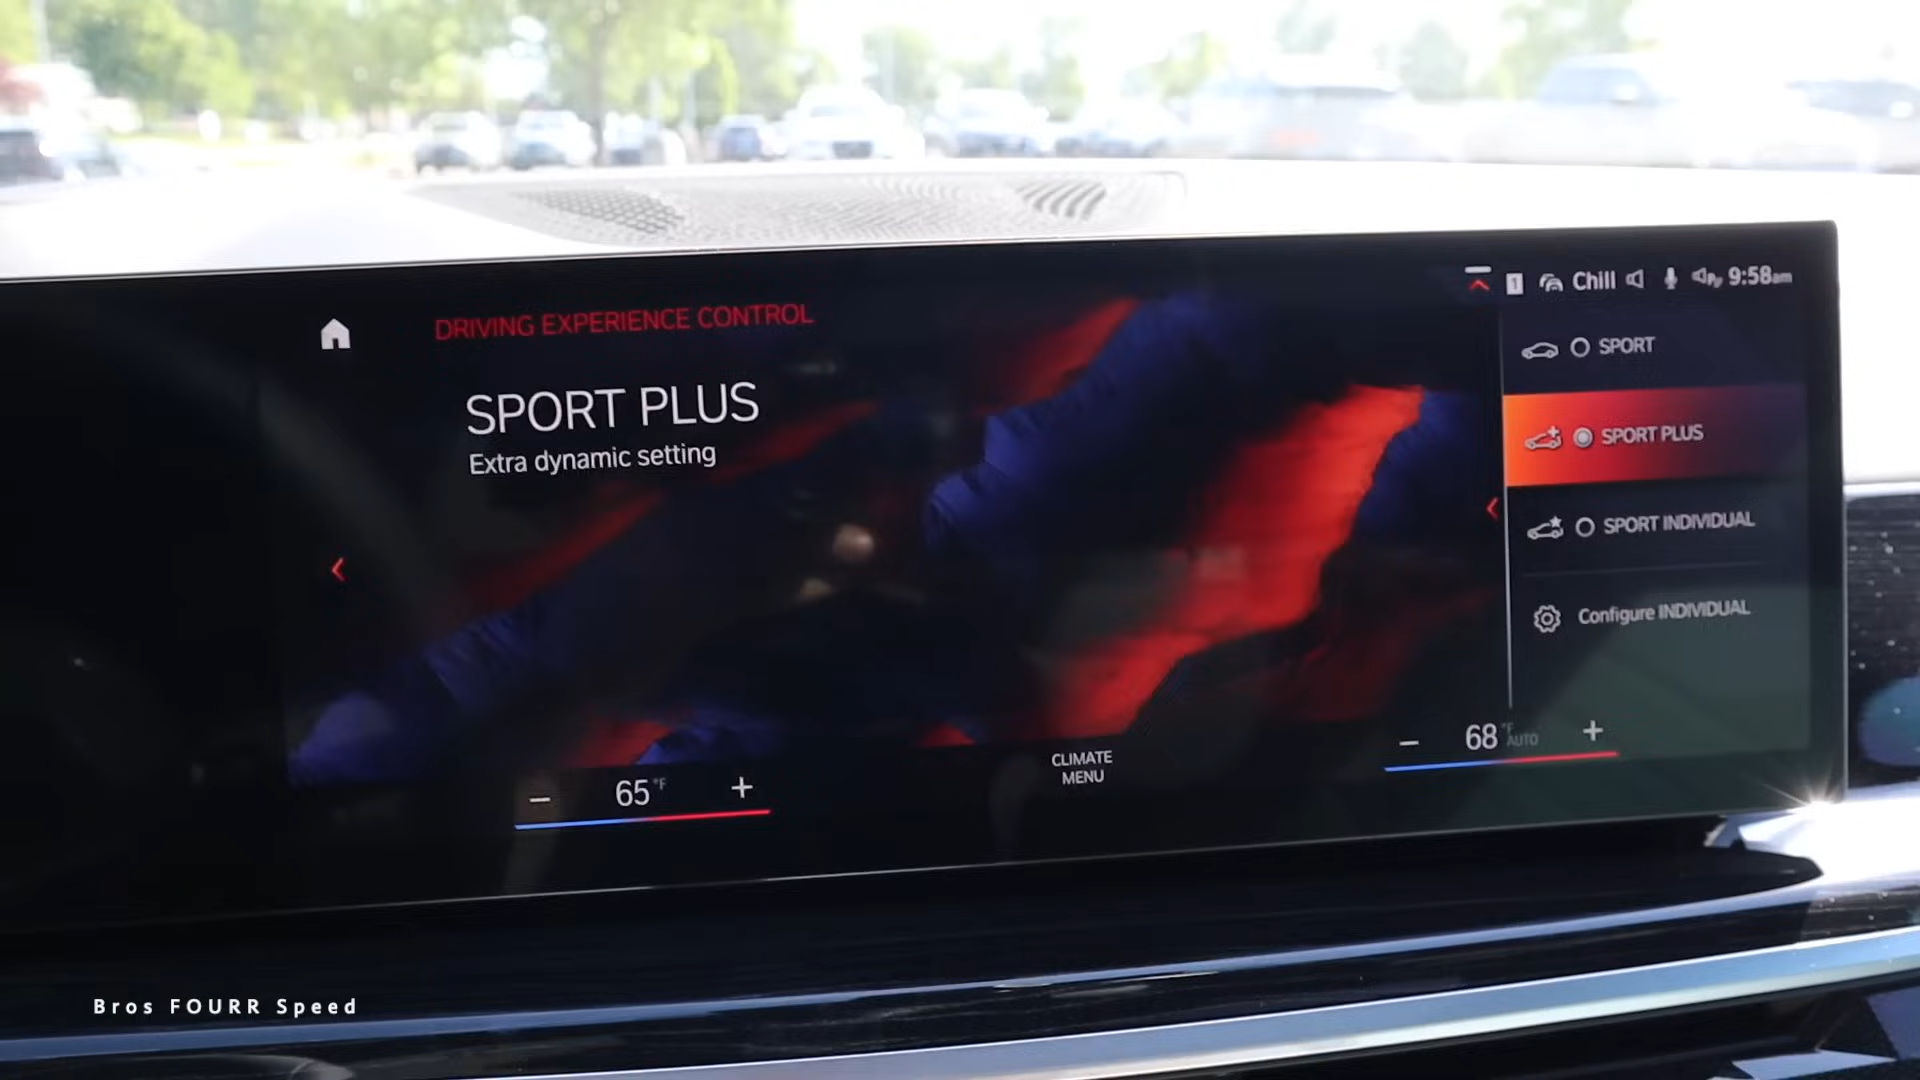 1 Chill 9:58am
DRIVING EXPERIENCE CONTROL
SPORT PLUS
Extra dynamic setting
SPORT
SPORT PLUS
SPORT INDIVIDUAL
Configure INDIVIDUAL
65°F
CLIMATE
MENU
68°F AUTO
Bros FOURR Speed